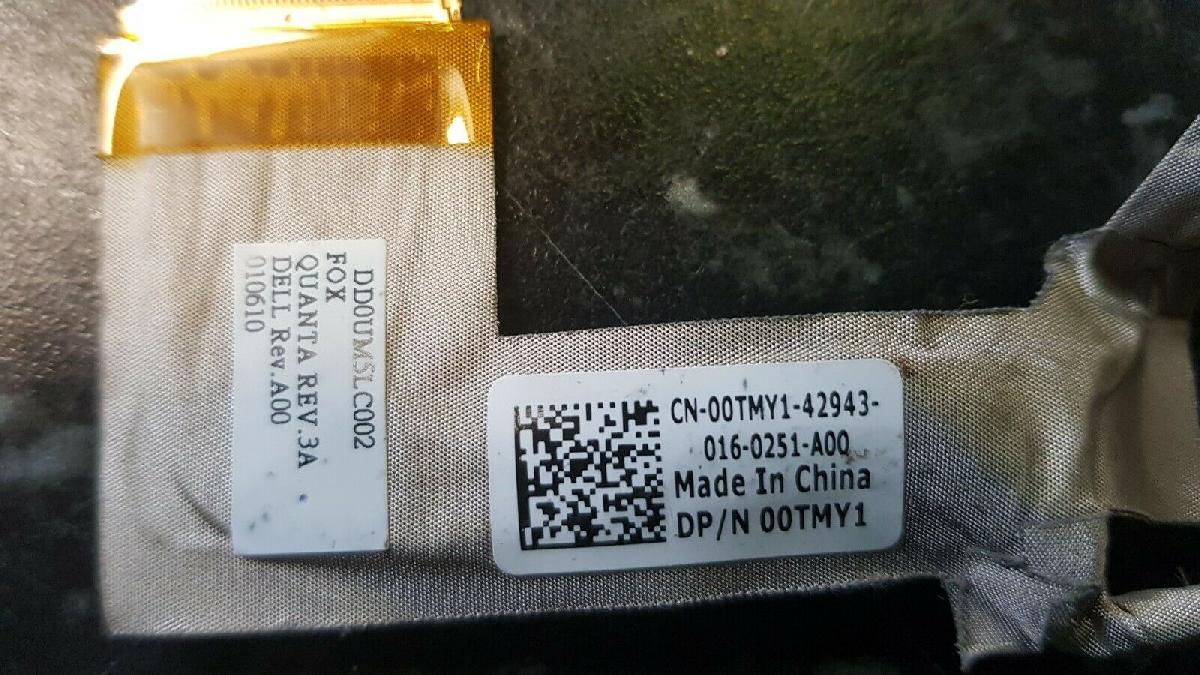 DD0UM5LC002
FOX
QUANTA REV.3A
DELL Rev.A00
010610
CN-00TMY1-42943-
016-0251-A00
Made In China
DP/N 00TMY1